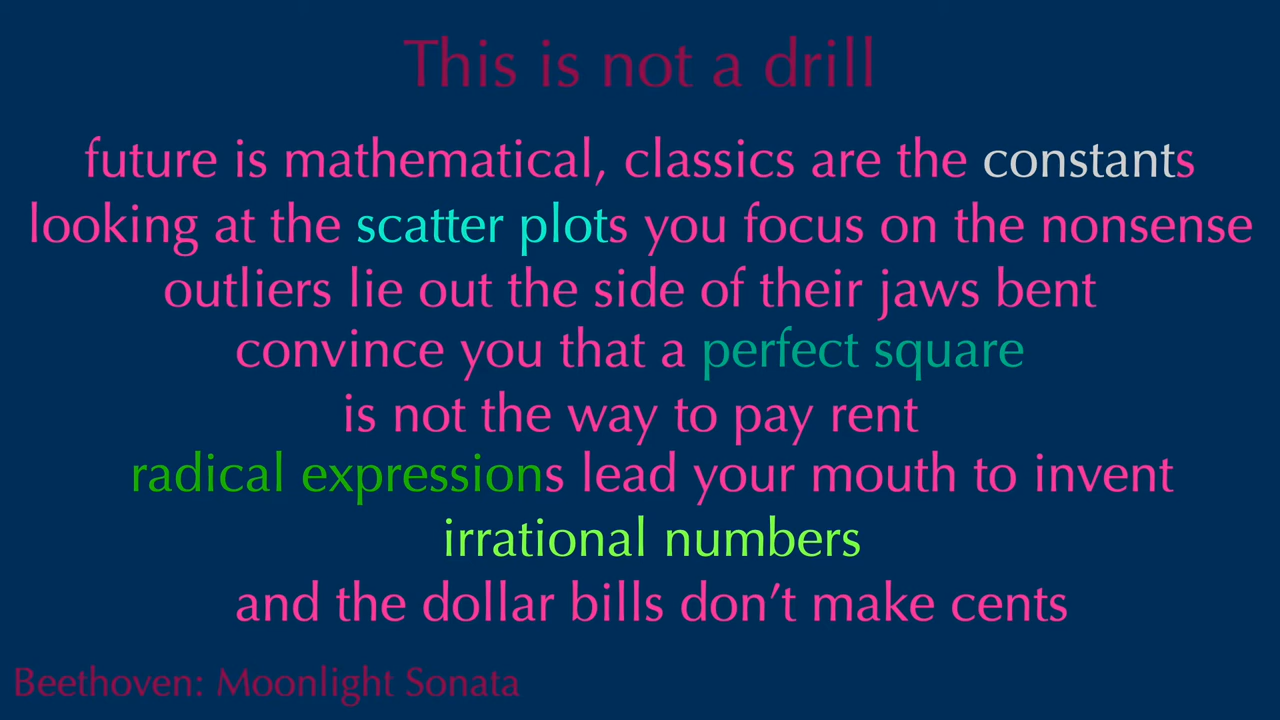 This is not a drill
future is mathematical, classics are the constants
looking at the scatter plots you focus on the nonsense
outliers lie out the side of their jaws bent
convince you that a perfect square
is not the way to pay rent
radical expressions lead your mouth to invent
irrational numbers
and the dollar bills don’t make cents
Beethoven: Moonlight Sonata